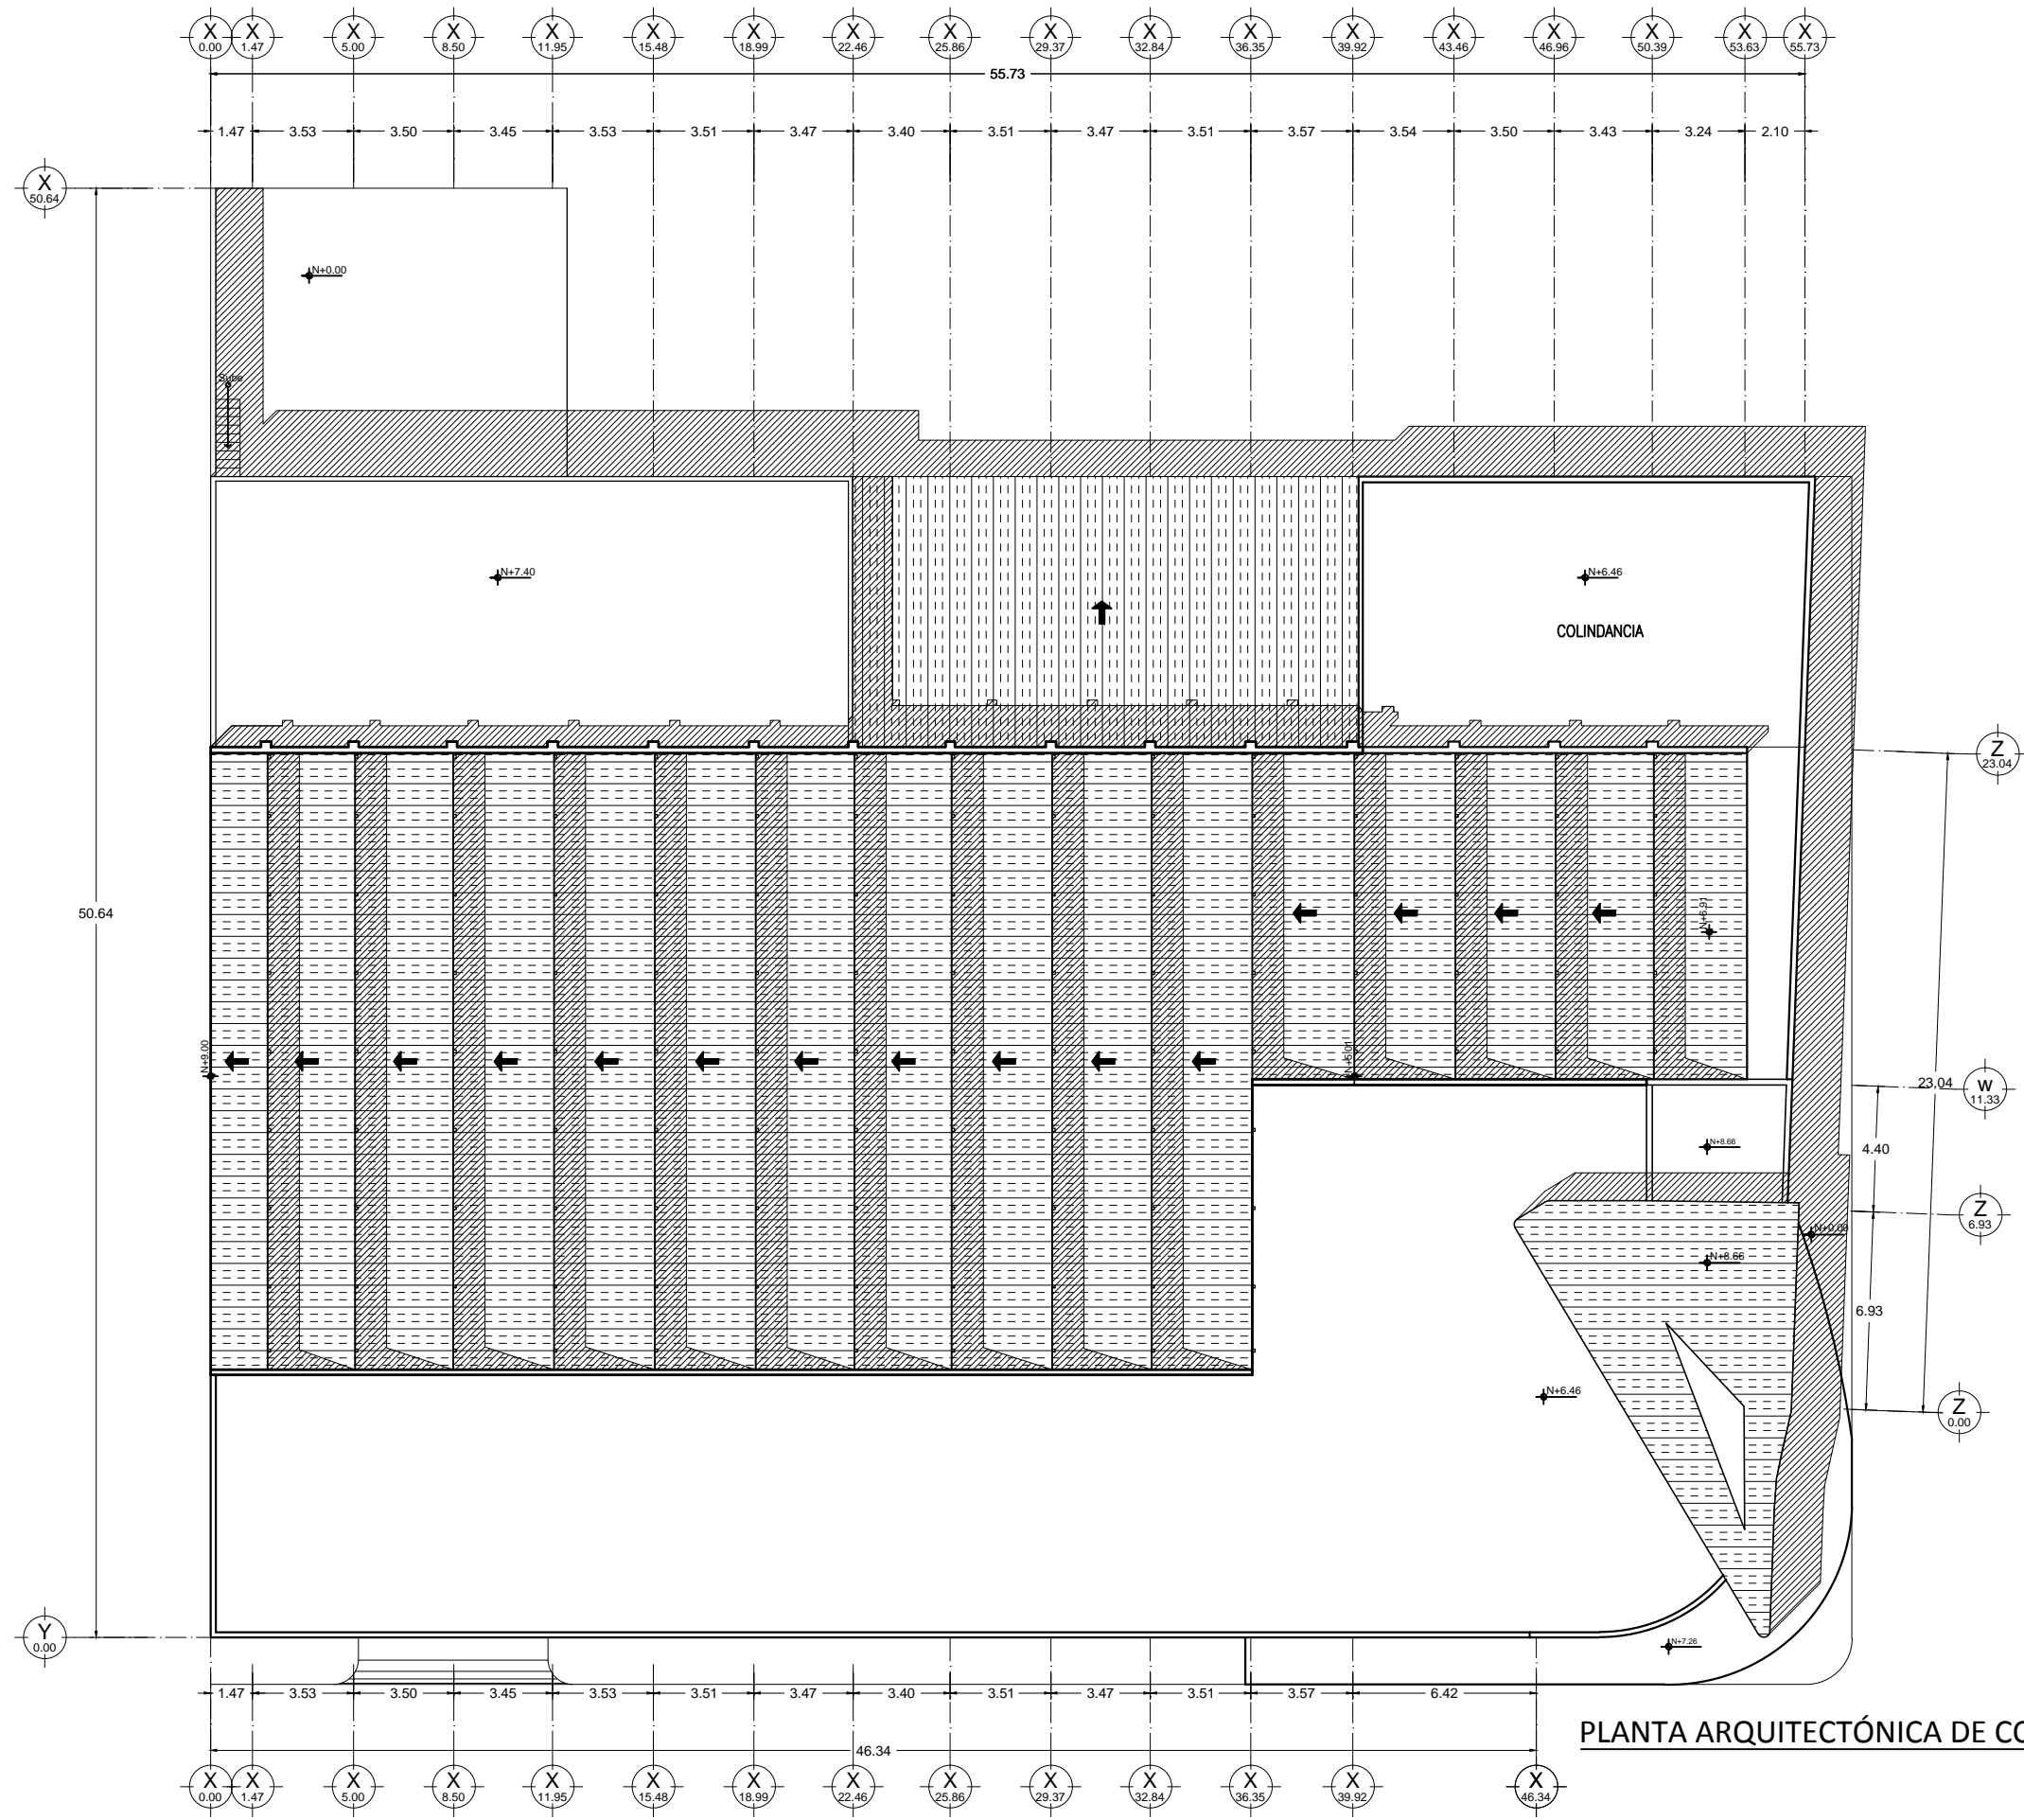 X X X X X X X X X X X X X X X X X X
0.00 1.47 5.00 8.50 11.95 15.48 18.99 22.46 25.86 29.37 32.84 36.35 39.92 43.46 46.96 50.39 53.63 55.73
55.73
1.47 3.53 3.50 3.45 3.53 3.51 3.47 3.40 3.51 3.47 3.51 3.57 3.54 3.50 3.43 3.24 2.10
X
50.64
N+0.00
Sube
N+7.40
N+6.46
COLINDANCIA
Z
23.04
50.64
N+6.91
N+9.00
W
11.33
23.04
N+8.66
4.40
Z
6.93
N+0.00
N+8.66
6.93
N+6.46
Z
0.00
Y
0.00
N+7.26
1.47 3.53 3.50 3.45 3.53 3.51 3.47 3.40 3.51 3.47 3.51 3.57 6.42
PLANTA ARQUITECTÓNICA DE CO
46.34
X X X X X X X X X X X X X X
0.00 1.47 5.00 8.50 11.95 15.48 18.99 22.46 25.86 29.37 32.84 36.35 39.92 46.34